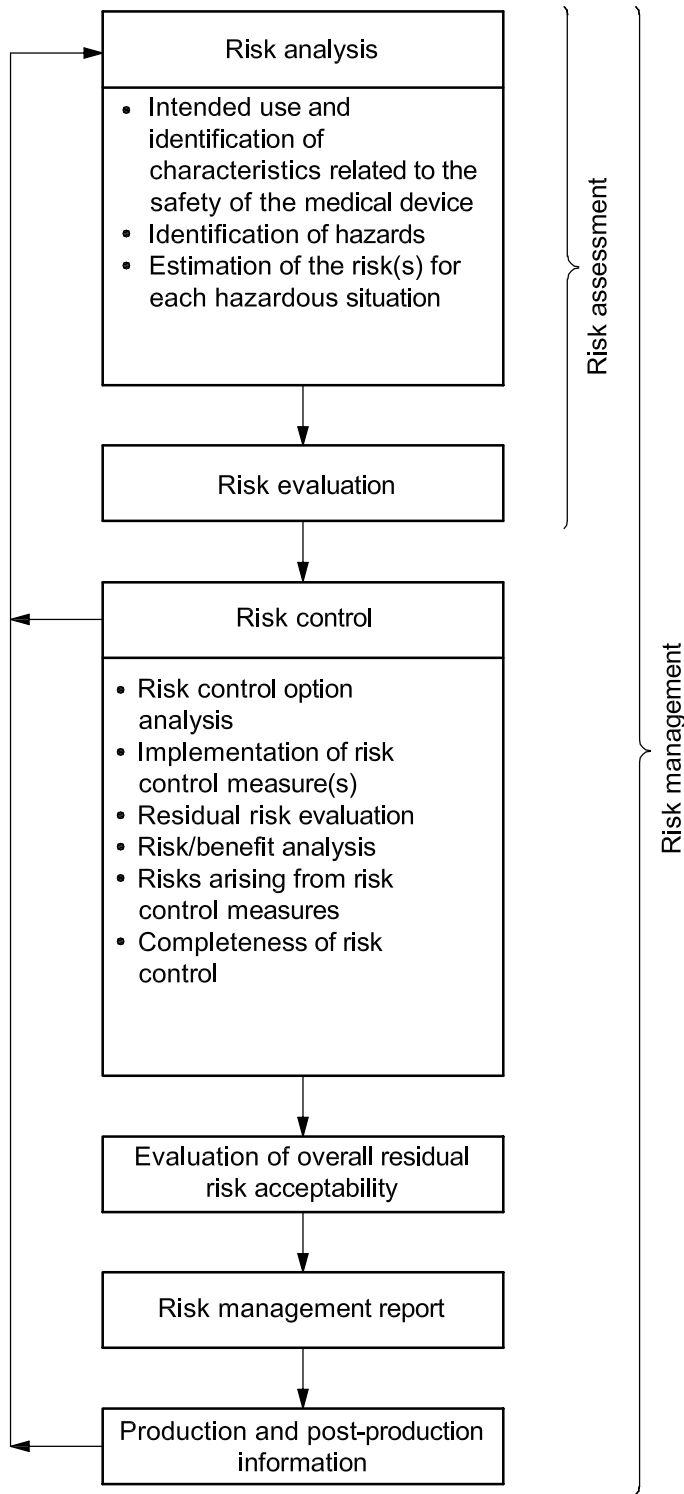 Risk analysis
• Intended use and
identification of
characteristics related to the
safety of the medical device
• Identification of hazards
• Estimation of the risk(s) for
each hazardous situation
Risk evaluation
Risk assessment
Risk control
• Risk control option
analysis
• Implementation of risk
control measure(s)
• Residual risk evaluation
• Risk/benefit analysis
• Risks arising from risk
control measures
• Completeness of risk
control
Evaluation of overall residual
risk acceptability
Risk management report
Production and post-production
information
Risk management